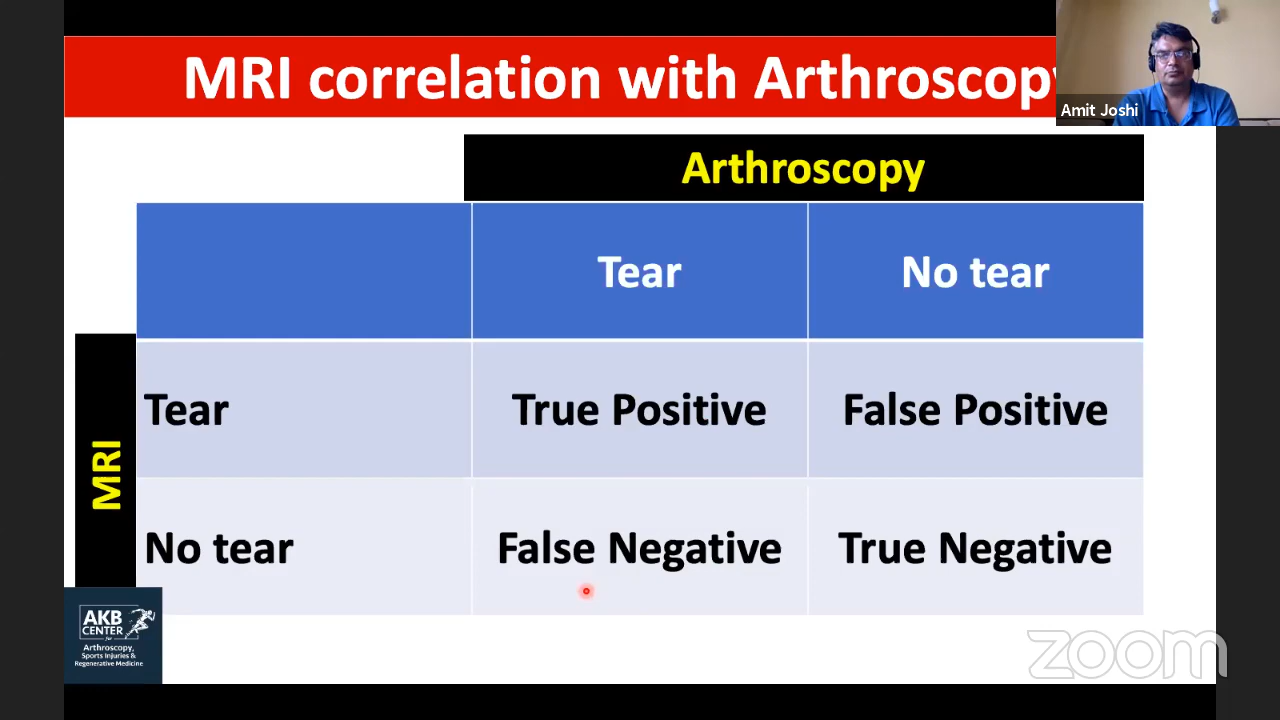 MRI correlation with Arthroscopy
Amit Joshi
Arthroscopy
Tear
No tear
MRI
Tear
True Positive
False Positive
No tear
False Negative
True Negative
AKB
CENTER
for
Arthroscopy,
Sports Injuries &
Regenerative Medicine
zoom